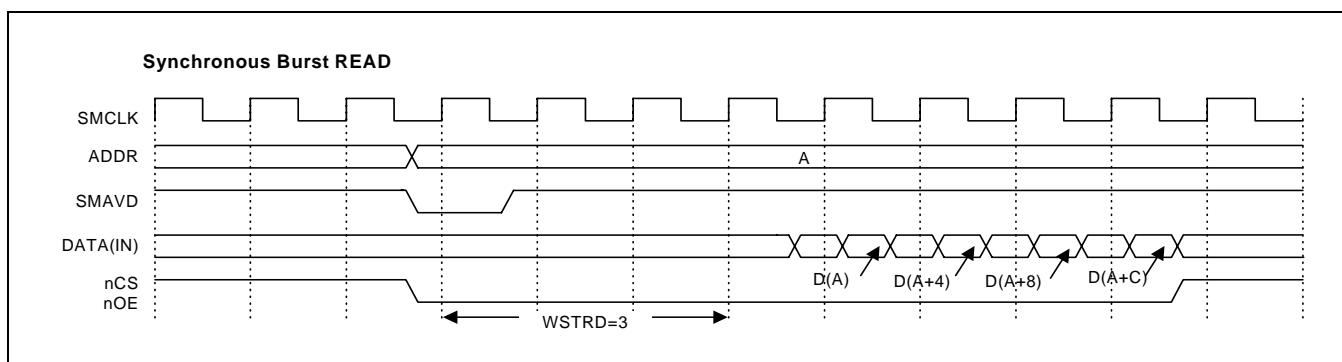 Synchronous Burst READ
SMCLK
ADDR
A
SMAVD
DATA(IN)
D(A)
D(A+4)
D(A+8)
D(A+C)
nCS
nOE
WSTRD=3